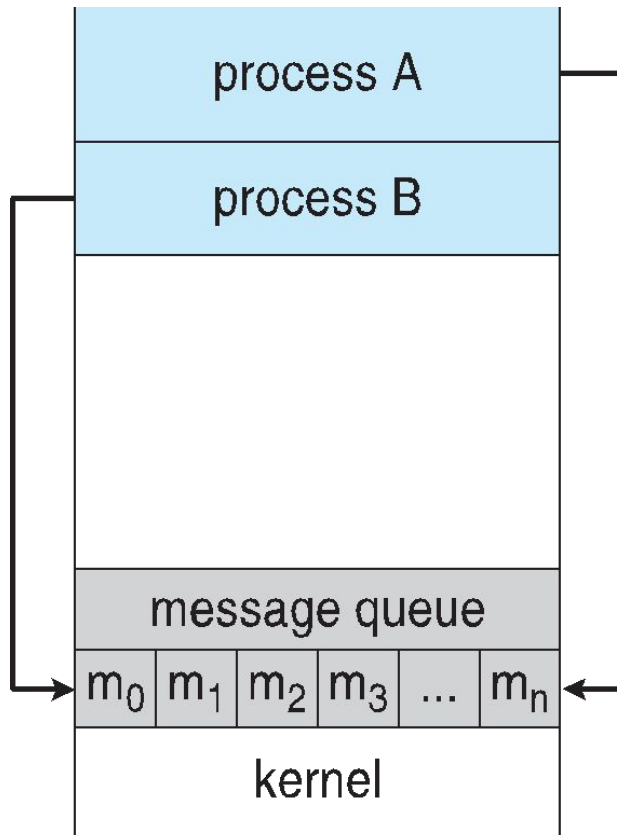 process A
process B
message queue
m₀ m₁ m₂ m₃ ... mₙ
kernel